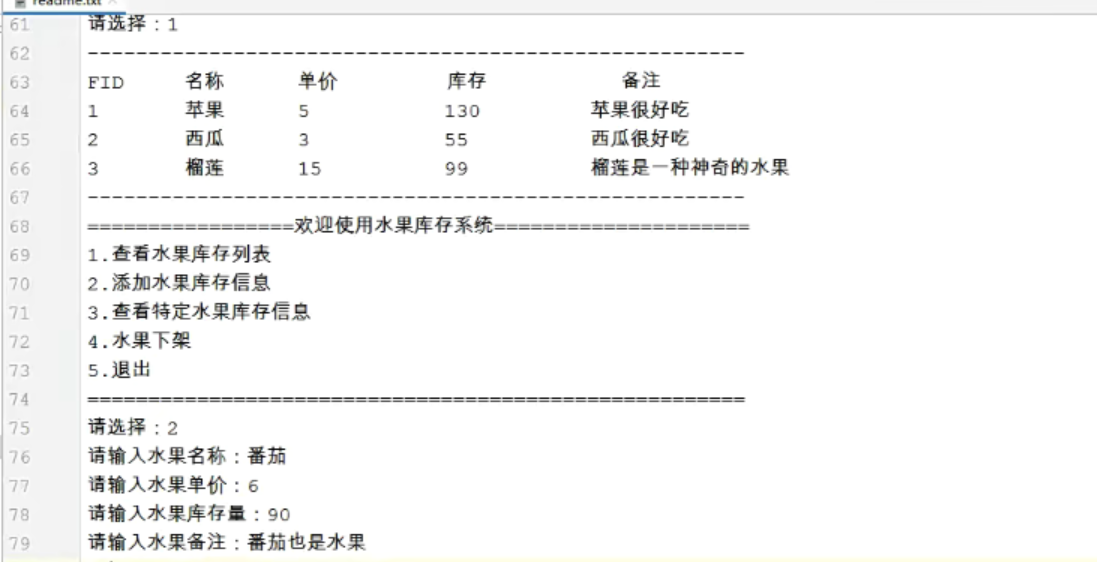 readme.txt
61 请选择：1
62 -------------------------------------------------------
63 FID 名称 单价 库存 备注
64 1 苹果 5 130 苹果很好吃
65 2 西瓜 3 55 西瓜很好吃
66 3 榴莲 15 99 榴莲是一种神奇的水果
67 -------------------------------------------------------
68 =================欢迎使用水果库存系统=====================
69 1.查看水果库存列表
70 2.添加水果库存信息
71 3.查看特定水果库存信息
72 4.水果下架
73 5.退出
74 =======================================================
75 请选择：2
76 请输入水果名称：番茄
77 请输入水果单价：6
78 请输入水果库存量：90
79 请输入水果备注：番茄也是水果